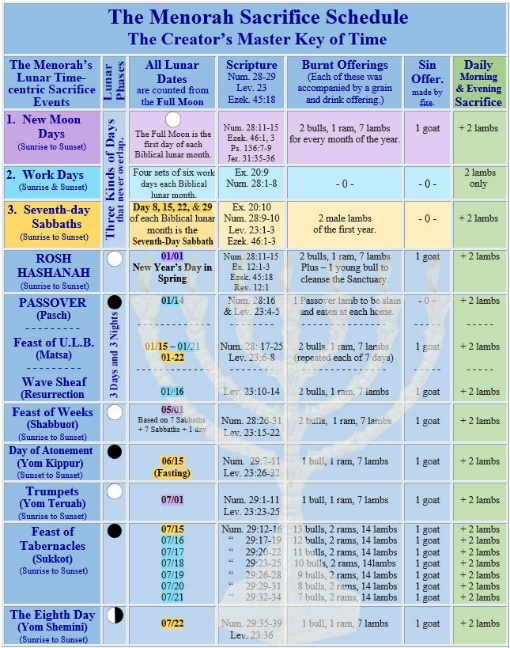 The Menorah Sacrifice Schedule
The Creator's Master Key of Time
The Menorah's
Lunar Time-
centric Sacrifice
Events
Lunar
Phases
All Lunar
Dates
are counted from
the Full Moon
Scripture
Num. 28-29
Lev. 23
Ezek. 45:18
Burnt Offerings
(Each of these was
accompanied by a grain
and drink offering.)
Sin
Offer.
made by
fire.
Daily
Morning
& Evening
Sacrifice
1. New Moon
Days
(Sunrise to Sunset)
Three Kinds of Days
that never overlap.
The Full Moon is the
first day of each
Biblical lunar month.
Num. 28:11-15
Ezek. 46:1, 3
Ps. 136:7-9
Jer. 31:35-36
2 bulls, 1 ram, 7 lambs
for every month of the year.
1 goat
+ 2 lambs
2. Work Days
(Sunrise & Sunset)
Four sets of six work
days each Biblical
lunar month.
Ex. 20:9
Num. 28:1-8
- 0 -
- 0 -
2 lambs
only
3. Seventh-day
Sabbaths
(Sunrise to Sunset)
Day 8, 15, 22, & 29
of each Biblical lunar
month is the
Seventh-Day Sabbath
Ex. 20:10
Num. 28:9-10
Lev. 23:1-3
Ezek. 46:1-3
2 male lambs
of the first year.
- 0 -
+ 2 lambs
ROSH
HASHANAH
(Sunrise to Sunset)
01/01
New Year's Day in
Spring
Num. 28:11-15
& Ex. 12:1-3
Ezek. 45:18
Rev. 12:1
2 bulls, 1 ram, 7 lambs
Plus – 1 young bull to
cleanse the Sanctuary.
1 goat
+ 2 lambs
PASSOVER
(Pasch)
3 Days and 3 Nights
01/14
Num. 28:16
& Lev. 23:4-5
1 Passover lamb to be slain
and eaten at each home.
- 0 -
+ 2 lambs
Feast of U.L.B.
(Matsa)
01/15 – 01/21
01-22
Num. 28: 17-25
Lev. 23:6-8
2 bulls, 1 ram, 7 lambs
(repeated each of 7 days)
1 goat
+ 2 lambs
Wave Sheaf
(Resurrection
01/16
Lev. 23:10-14
2 bulls, 1 ram, 7 lambs
1 goat
+ 2 lambs
Feast of Weeks
(Shabbuot)
(Sunrise to Sunset)
05/01
Based on 7 Sabbaths
+ 7 Sabbaths + 1 day
Num. 28:26-31
Lev. 23:15-22
2 bulls, 1 ram, 7 lambs
1 goat
+ 2 lambs
Day of Atonement
(Yom Kippur)
(Sunset to Sunset)
06/15
(Fasting)
Num. 29:7-11
Lev. 23:26-32
1 bull, 1 ram, 7 lambs
1 goat
+ 2 lambs
Trumpets
(Yom Teruah)
(Sunrise to Sunset)
07/01
Num. 29:1-11
Lev. 23:23-25
1 bull, 1 ram, 7 lambs
1 goat
+ 2 lambs
Feast of
Tabernacles
(Sukkot)
(Sunrise to Sunset)
07/15 Num. 29:12-16 13 bulls, 2 rams, 14 lambs 1 goat + 2 lambs
07/16 “ 29:17-19 12 bulls, 2 rams, 14 lambs 1 goat + 2 lambs
07/17 “ 29:20-22 11 bulls, 2 rams, 14 lambs 1 goat + 2 lambs
07/18 “ 29:23-25 10 bulls, 2 rams, 14lambs 1 goat + 2 lambs
07/19 “ 29:26-28 9 bulls, 2 rams, 14 lambs 1 goat + 2 lambs
07/20 “ 29:29-31 8 bulls, 2 rams, 14 lambs 1 goat + 2 lambs
07/21 “ 29:32-34 7 bulls, 2 rams, 14 lambs 1 goat + 2 lambs
The Eighth Day
(Yom Shemini)
(Sunrise to Sunset)
07/22
Num. 29:35-39
Lev. 23:36
1 bull, 1 ram, 7 lambs
1 goat
+ 2 lambs